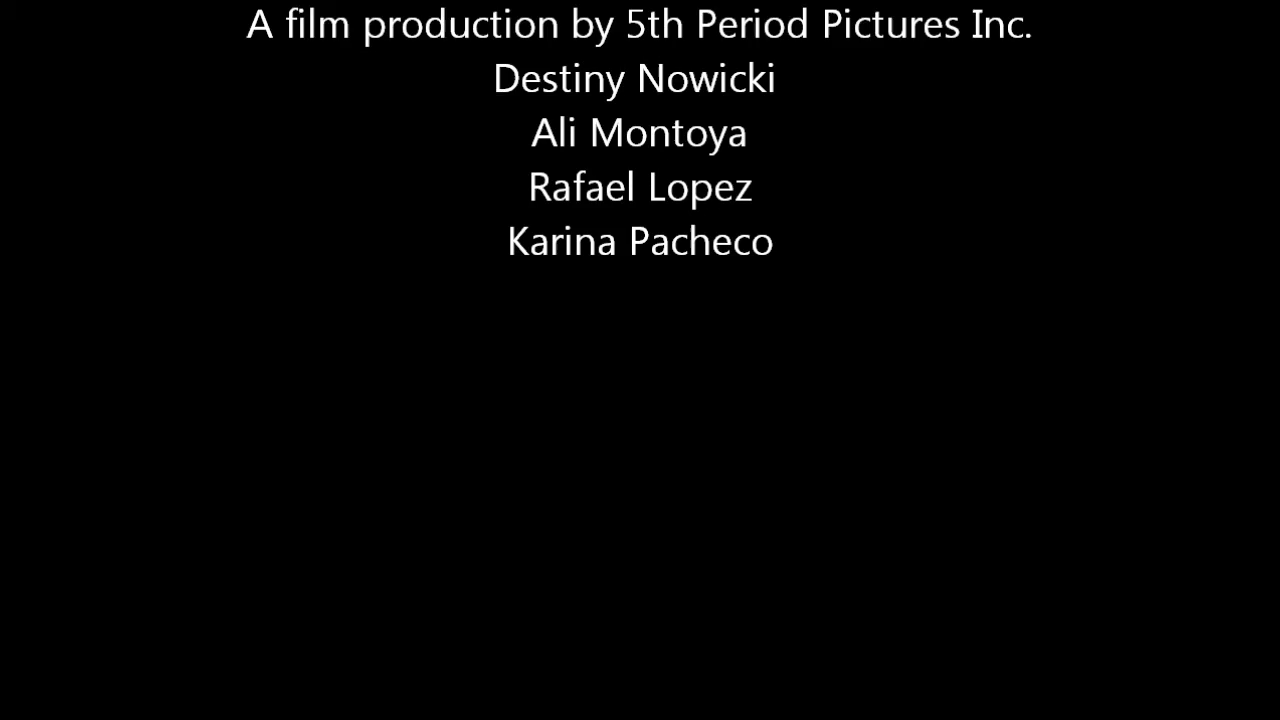 A film production by 5th Period Pictures Inc.
Destiny Nowicki
Ali Montoya
Rafael Lopez
Karina Pacheco